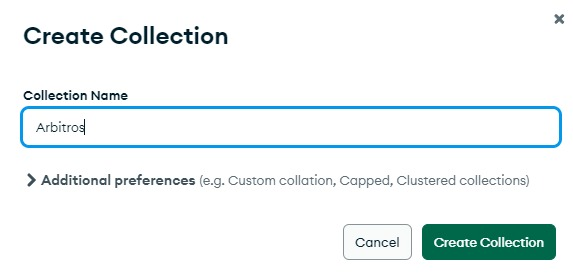 Create Collection
Collection Name
Arbitros
Additional preferences (e.g. Custom collation, Capped, Clustered collections)
Cancel
Create Collection